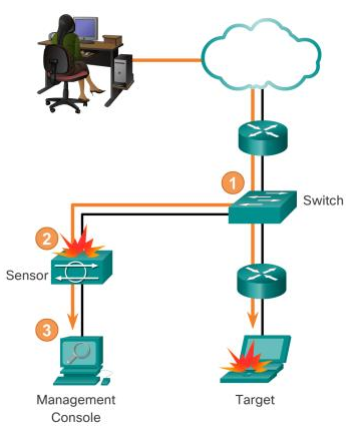 1
Switch
2
Sensor
3
Management
Console
Target